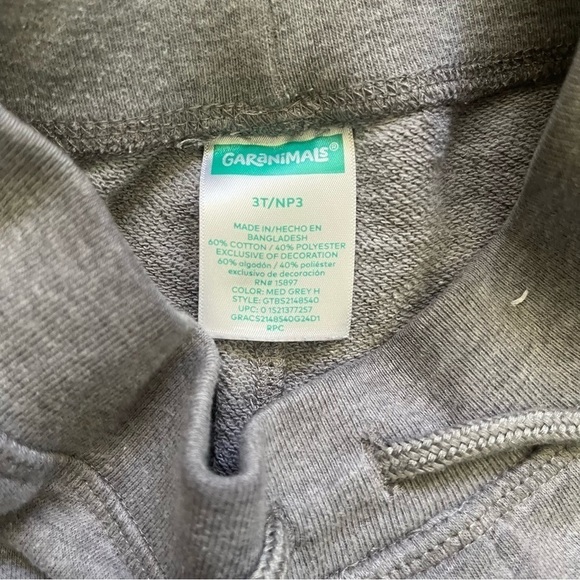 GARANIMALS®
3T/NP3
MADE IN/HECHO EN
BANGLADESH
60% COTTON / 40% POLYESTER
EXCLUSIVE OF DECORATION
60% algodón / 40% poliéster
exclusivo de decoración
RN# 15897
COLOR: MED GREY H
STYLE: GTBS2148540
UPC: 0 1521377257
GRACS2148540G24D1
RPC